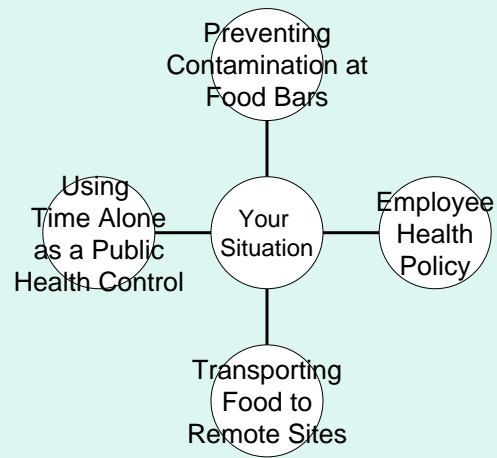 Preventing
Contamination at
Food Bars
Using
Time Alone
as a Public
Health Control
Your
Situation
Employee
Health
Policy
Transporting
Food to
Remote Sites